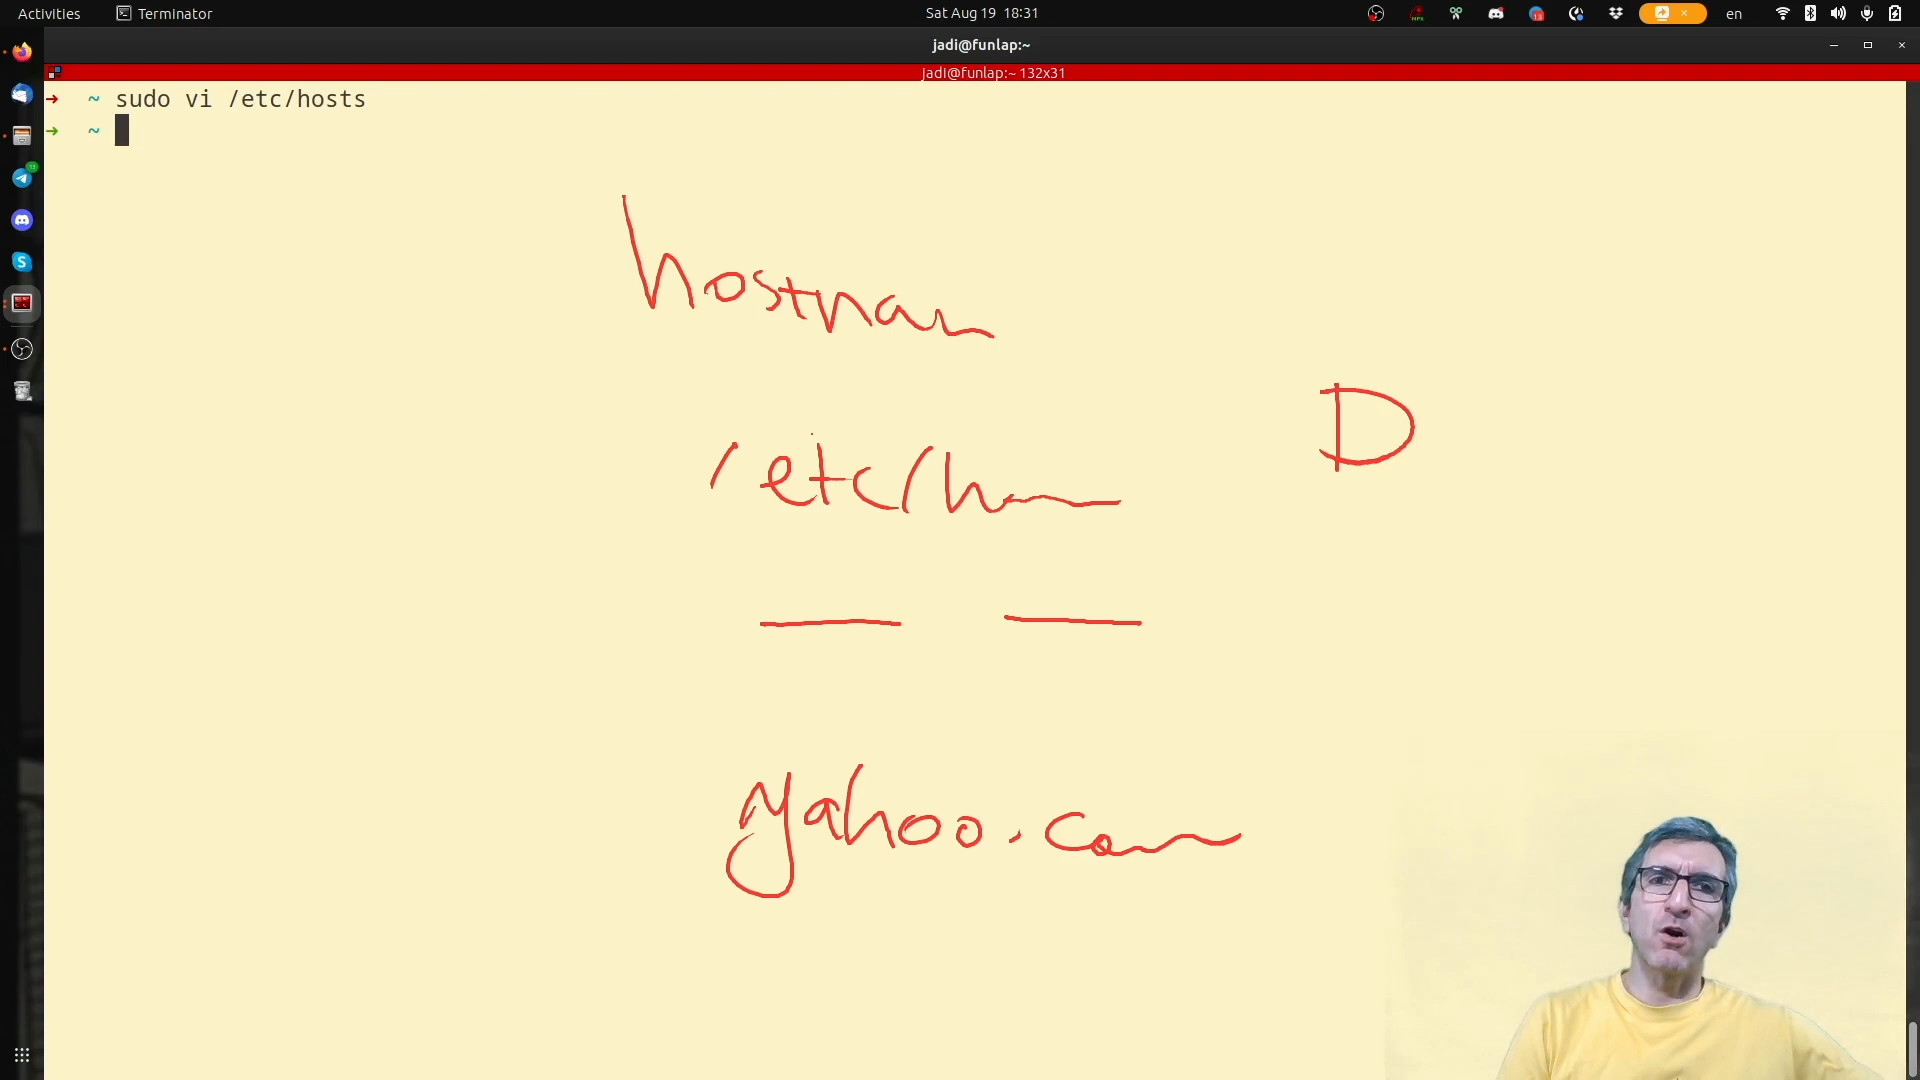 Activities Terminator Sat Aug 19 18:31 en
jadi@funlap:~
jadi@funlap:~ 132x31
➜ ~ sudo vi /etc/hosts
➜ ~
hostnam
D
/etc/h
yahoo.com